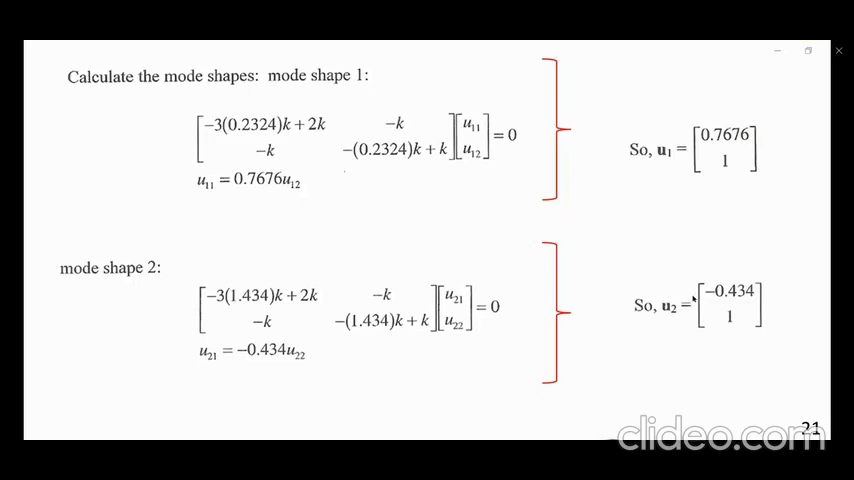 Calculate the mode shapes: mode shape 1:
[−3(0.2324)k + 2k −k
−k −(0.2324)k + k] [u11
u12] = 0
u11 = 0.7676u12
So, u1 = [0.7676
1]
mode shape 2:
[−3(1.434)k + 2k −k
−k −(1.434)k + k] [u21
u22] = 0
u21 = −0.434u22
So, u2 = [−0.434
1]
21
clideo.com